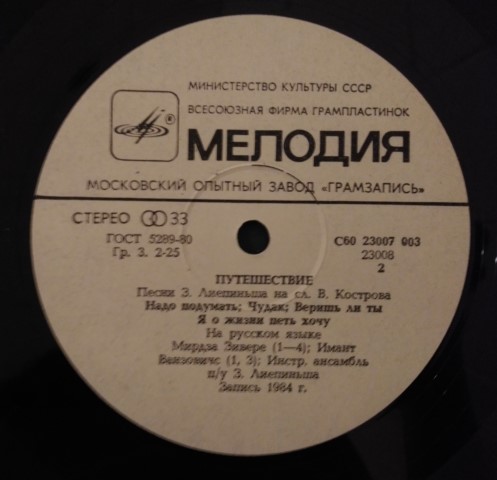 МИНИСТЕРСТВО КУЛЬТУРЫ СССР
ВСЕСОЮЗНАЯ ФИРМА ГРАМПЛАСТИНОК
®
МЕЛОДИЯ
МОСКОВСКИЙ ОПЫТНЫЙ ЗАВОД «ГРАМЗАПИСЬ»
СТЕРЕО 33
ГОСТ 5289-80
Гр. 3. 2-25
С60 23007 003
23008
2
ПУТЕШЕСТВИЕ
Песни З. Лиепиньша на сл. В. Кострова
Надо подумать; Чудак; Веришь ли ты
Я о жизни петь хочу
На русском языке
Мирдза Зивере (1—4); Имант
Ванзовичс (1, 3); Инстр. ансамбль
п/у З. Лиепиньша
Запись 1984 г.